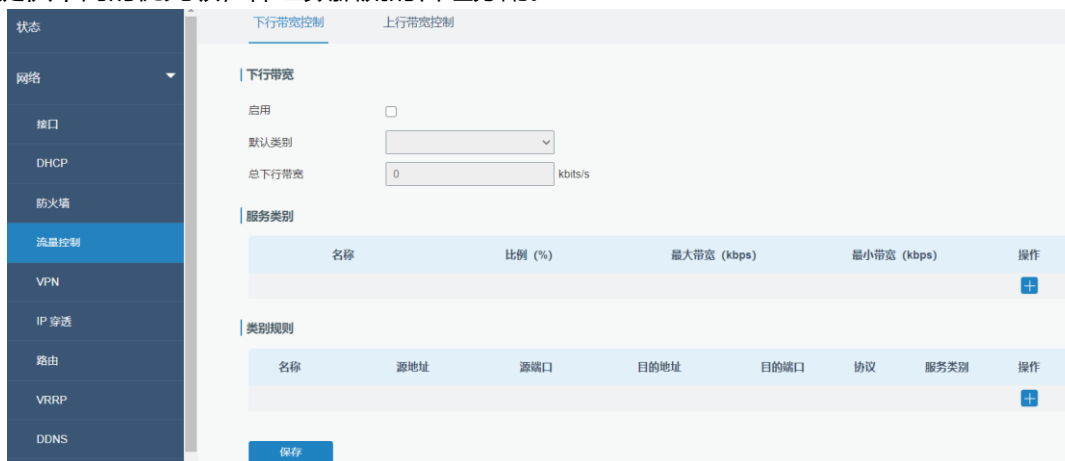 状态
网络
接口
DHCP
防火墙
流量控制
VPN
IP 穿透
路由
VRRP
DDNS
下行带宽控制 上行带宽控制
下行带宽
启用
默认类别
总下行带宽 0 kbits/s
服务类别
名称 比例 (%) 最大带宽 (kbps) 最小带宽 (kbps) 操作
类别规则
名称 源地址 源端口 目的地址 目的端口 协议 服务类别 操作
保存